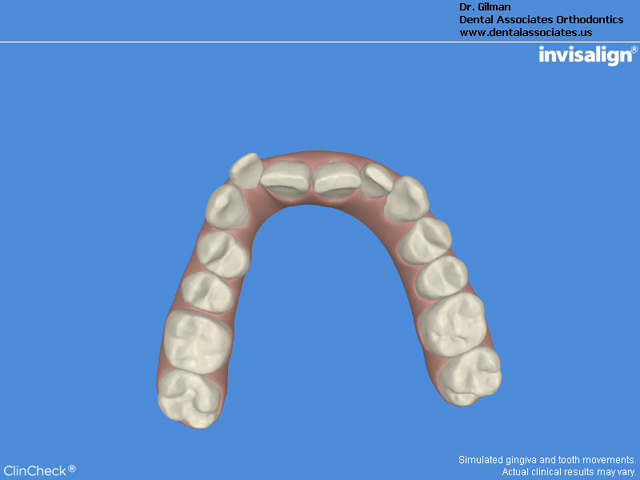 Dr. Gilman
Dental Associates Orthodontics
www.dentalassociates.us
invisalign®
Simulated gingiva and tooth movements.
ClinCheck® Actual clinical results may vary.